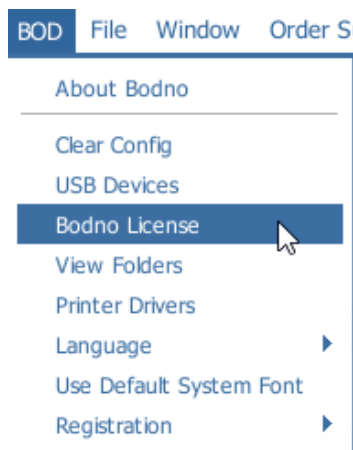 BOD File Window Order
About Bodno
Clear Config
USB Devices
Bodno License
View Folders
Printer Drivers
Language
Use Default System Font
Registration